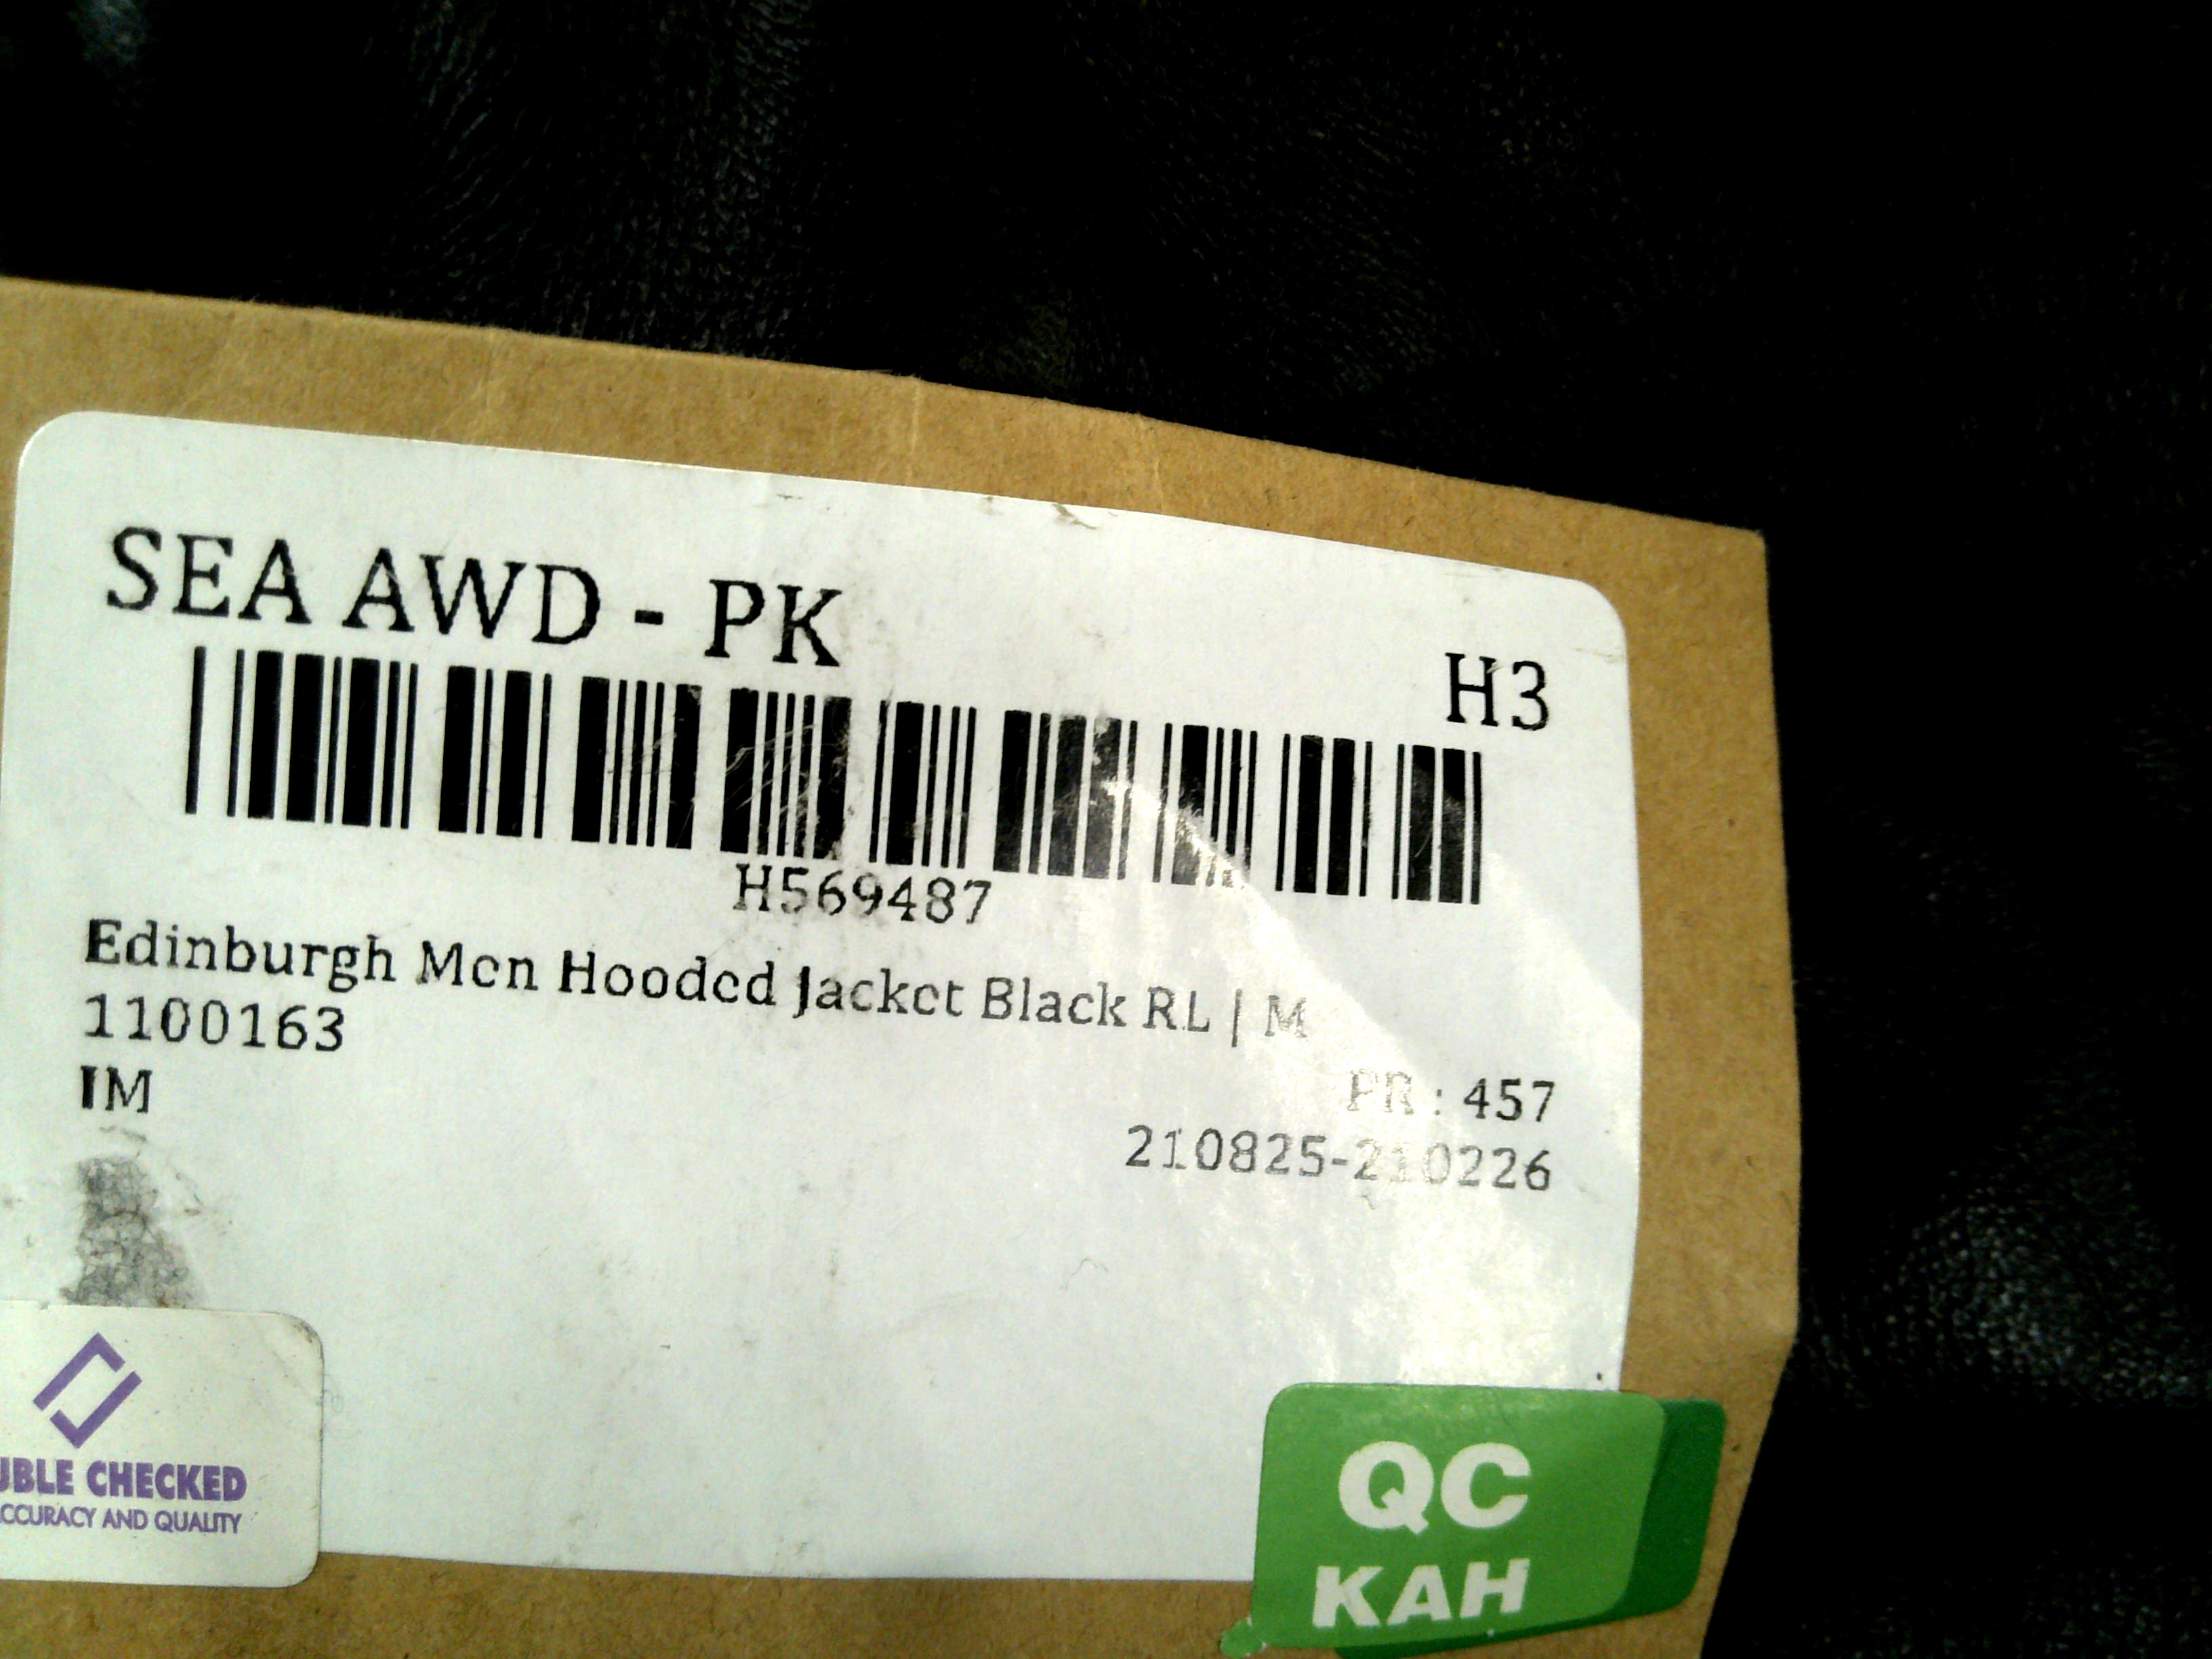 SEA AWD - PK
H3
H569487
Edinburgh Men Hooded Jacket Black RL | M
1100163
IM
PR : 457
210825-210226
UBLE CHECKED
CCURACY AND QUALITY
QC
KAH